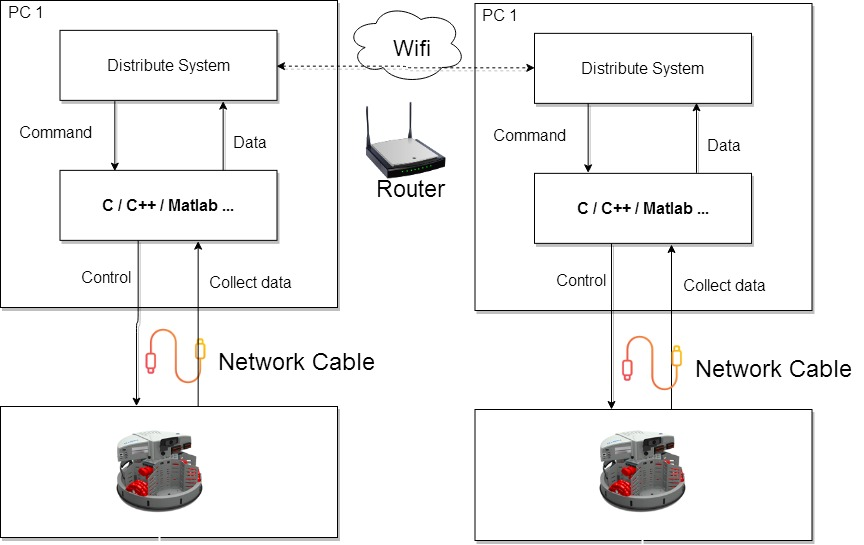 PC 1
Distribute System
Command
Data
C / C++ / Matlab ...
Control
Collect data
Network Cable
Wifi
Router
PC 1
Distribute System
Command
Data
C / C++ / Matlab ...
Control
Collect data
Network Cable